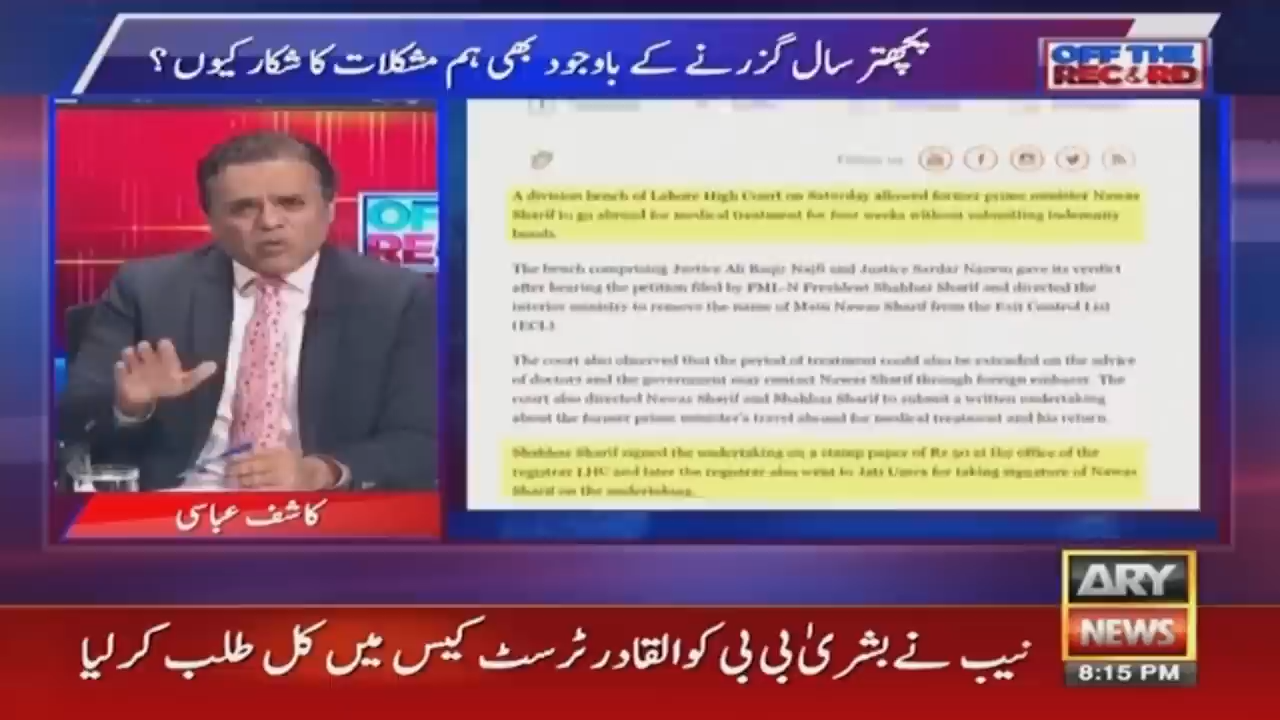 پچھتر سال گزرنے کے باوجود بھی ہم مشکلات کا شکار کیوں ؟
OFF THE
RECORD
OFF
RE
Follow us
A division bench of Lahore High Court on Saturday allowed former prime minister Nawaz
Sharif to go abroad for medical treatment for four weeks without submitting indemnity
bonds.
The bench comprising Justice Ali Baqir Najfi and Justice Sardar Naeem gave its verdict
after hearing the petition filed by PML-N President Shahbaz Sharif and directed the
interior ministry to remove the name of Main Nawaz Sharif from the Exit Control List
(ECL).
The court also observed that the period of treatment could also be extended on the advice
of doctors and the government may contact Nawaz Sharif through foreign embassy. The
court also directed Nawaz Sharif and Shahbaz Sharif to submit a written undertaking
about the former prime minister's travel abroad for medical treatment and his return.
Shahbaz Sharif signed the undertaking on a stamp paper of Rs 50 at the office of the
registrar LHC and later the registrar also went to Jati Umra for taking signature of Nawaz
Sharif on the undertaking.
کاشف عباسی
ARY
NEWS
8:15 PM
نیب نے بشریٰ بی بی کو القادر ٹرسٹ کیس میں کل طلب کر لیا